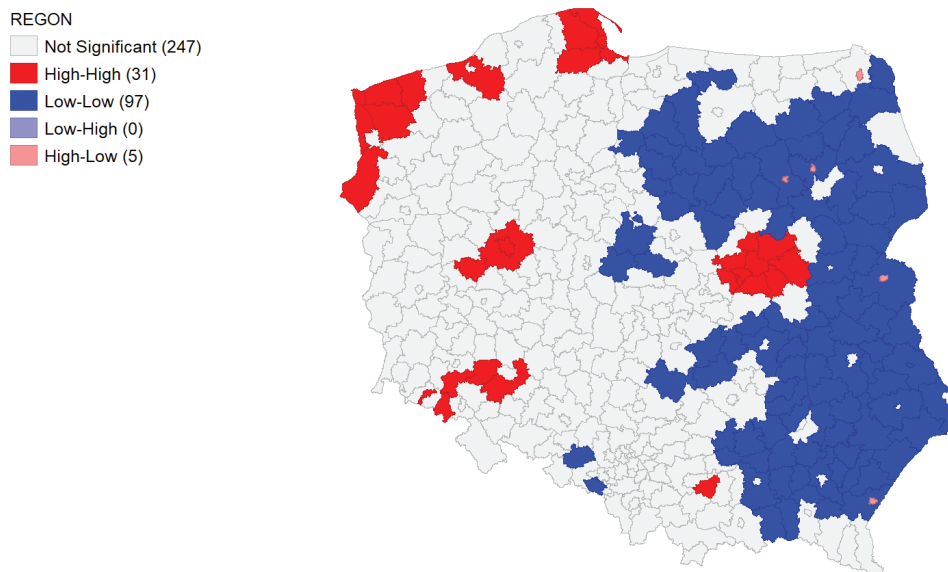 REGON
Not Significant (247)
High-High (31)
Low-Low (97)
Low-High (0)
High-Low (5)